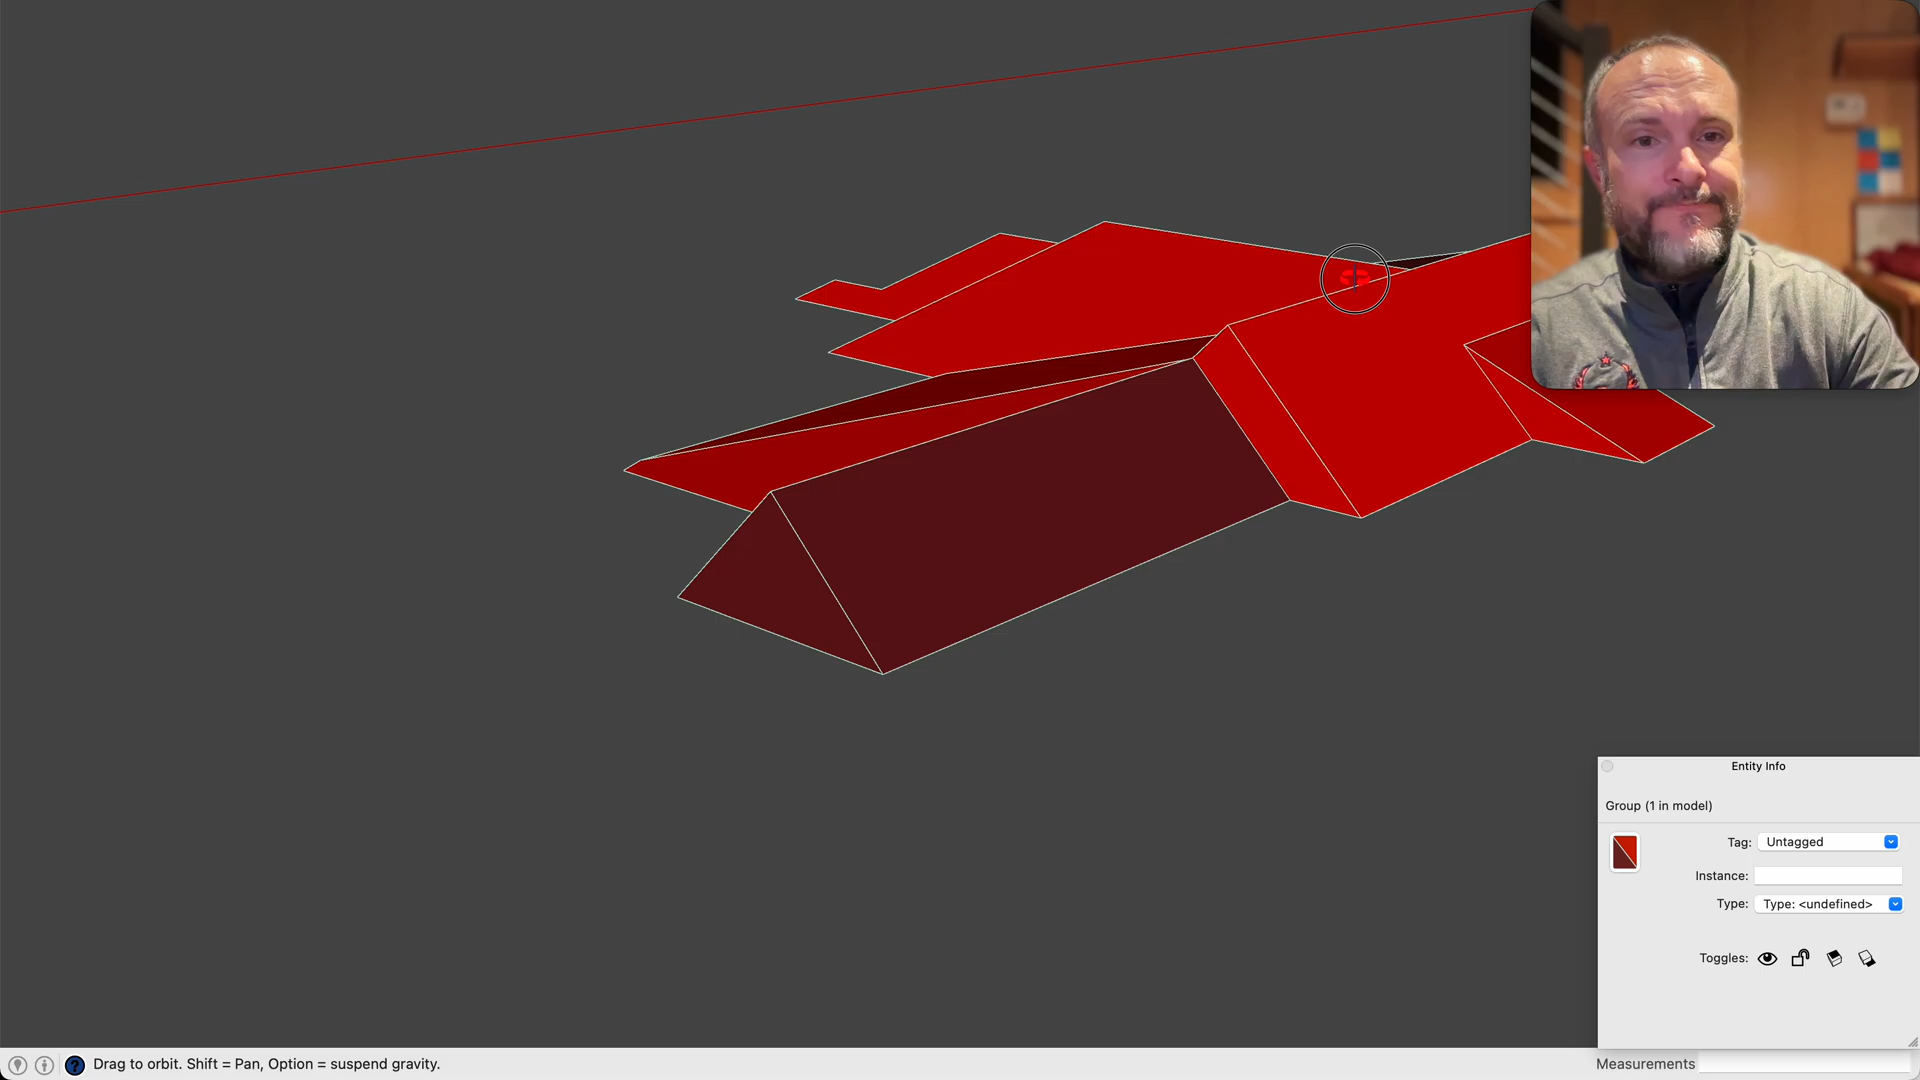 Entity Info
Group (1 in model)
Tag: Untagged
Instance:
Type: Type: <undefined>
Toggles:
Drag to orbit. Shift = Pan, Option = suspend gravity.
Measurements